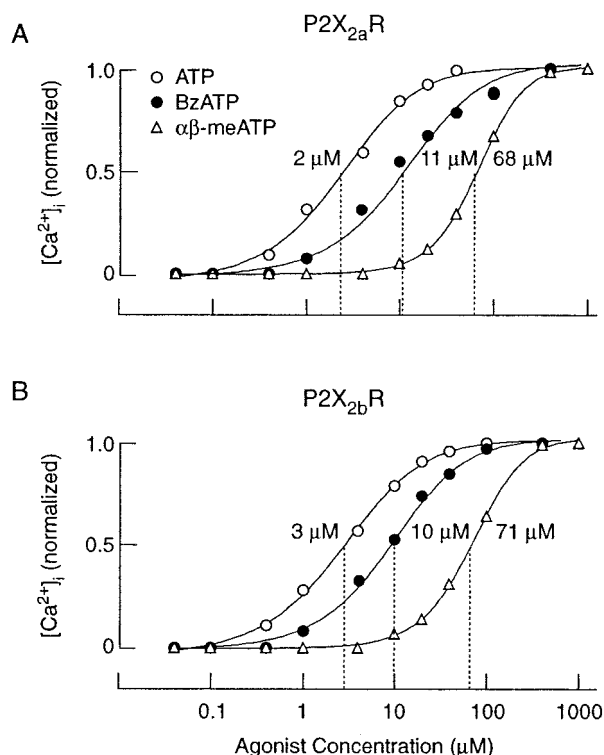 A
P2X2aR
1.0
0.5
0
[Ca2+]i (normalized)
ATP
BzATP
αβ-meATP
2 μM
11 μM
68 μM
B
P2X2bR
1.0
0.5
0
[Ca2+]i (normalized)
3 μM
10 μM
71 μM
0.1
1
10
100
1000
Agonist Concentration (μM)